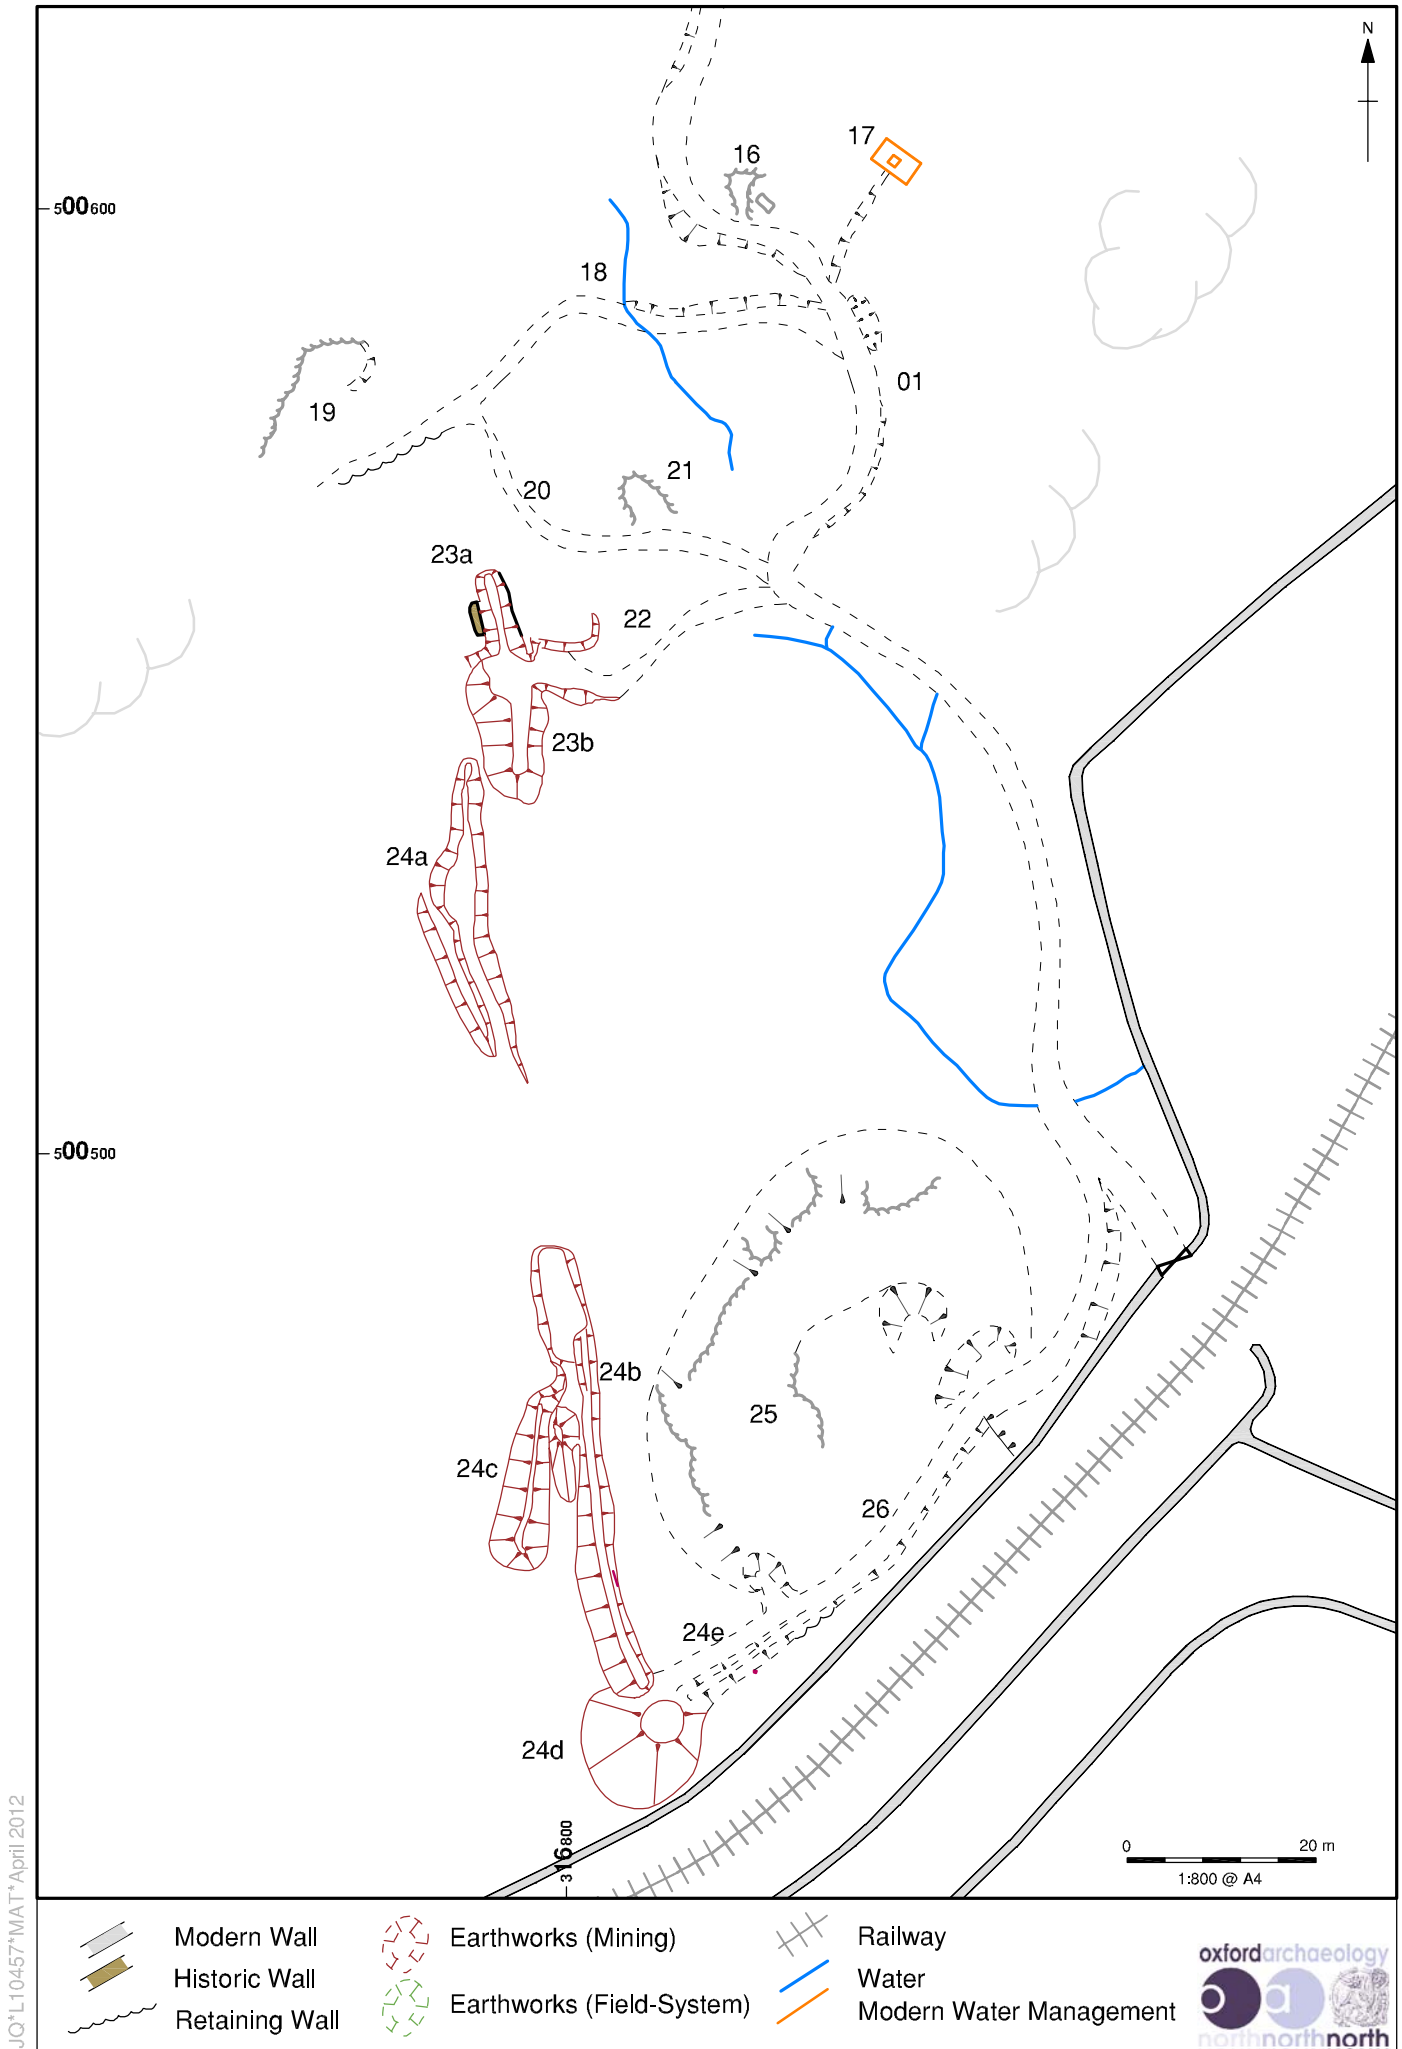 N
17
16
500600
18
01
19
21
20
23a
22
23b
24a
500500
24b
25
24c
26
24e
24d
316800
0 20 m
1:800 @ A4
JQ*L10457*MAT*April 2012
Modern Wall
Historic Wall
Retaining Wall
Earthworks (Mining)
Earthworks (Field-System)
Railway
Water
Modern Water Management
oxfordarchaeology
oa
northnorthnorth